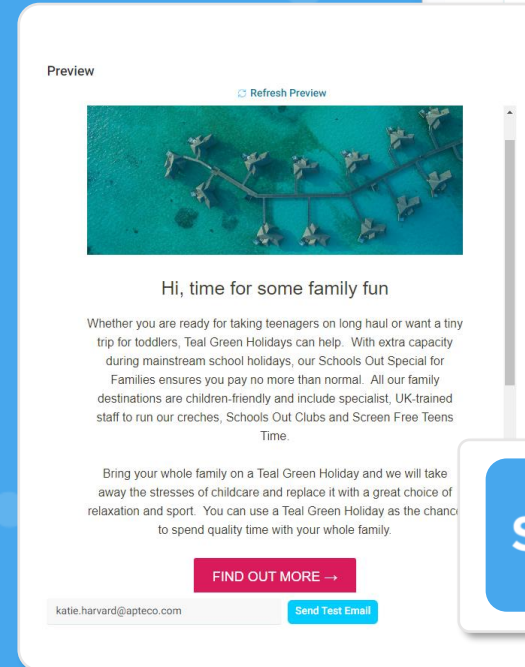 Preview
Refresh Preview
Hi, time for some family fun
Whether you are ready for taking teenagers on long haul or want a tiny
trip for toddlers, Teal Green Holidays can help. With extra capacity
during mainstream school holidays, our Schools Out Special for
Families ensures you pay no more than normal. All our family
destinations are children-friendly and include specialist, UK-trained
staff to run our creches, Schools Out Clubs and Screen Free Teens
Time.
Bring your whole family on a Teal Green Holiday and we will take
away the stresses of childcare and replace it with a great choice of
relaxation and sport. You can use a Teal Green Holiday as the chance
to spend quality time with your whole family.
FIND OUT MORE →
katie.harvard@apteco.com
Send Test Email